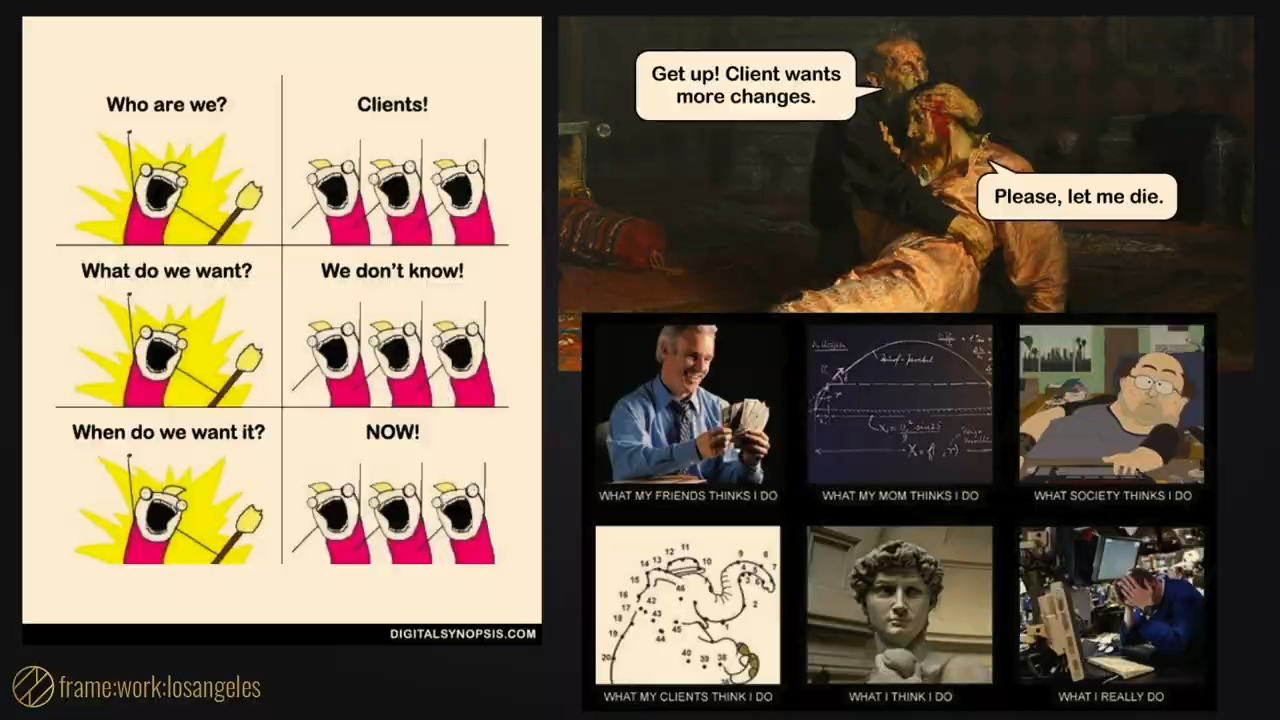 Who are we?
Clients!
What do we want?
We don't know!
When do we want it?
NOW!
DIGITALSYNOPSIS.COM
Get up! Client wants
more changes.
Please, let me die.
WHAT MY FRIENDS THINKS I DO
WHAT MY MOM THINKS I DO
WHAT SOCIETY THINKS I DO
WHAT MY CLIENTS THINK I DO
WHAT I THINK I DO
WHAT I REALLY DO
frame:work:losangeles